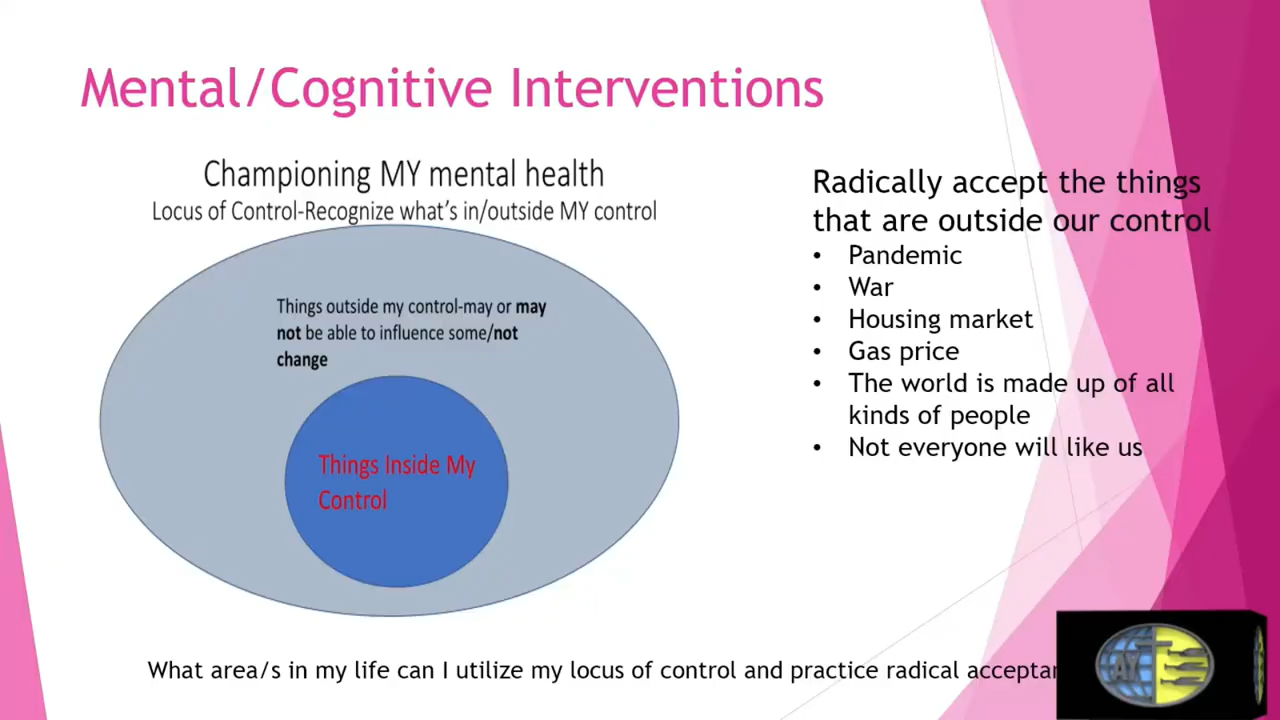 Mental/Cognitive Interventions
Championing MY mental health
Locus of Control-Recognize what's in/outside MY control
Things outside my control-may or may
not be able to influence some/not
change
Things Inside My
Control
Radically accept the things
that are outside our control
• Pandemic
• War
• Housing market
• Gas price
• The world is made up of all
kinds of people
• Not everyone will like us
What area/s in my life can I utilize my locus of control and practice radical
AY